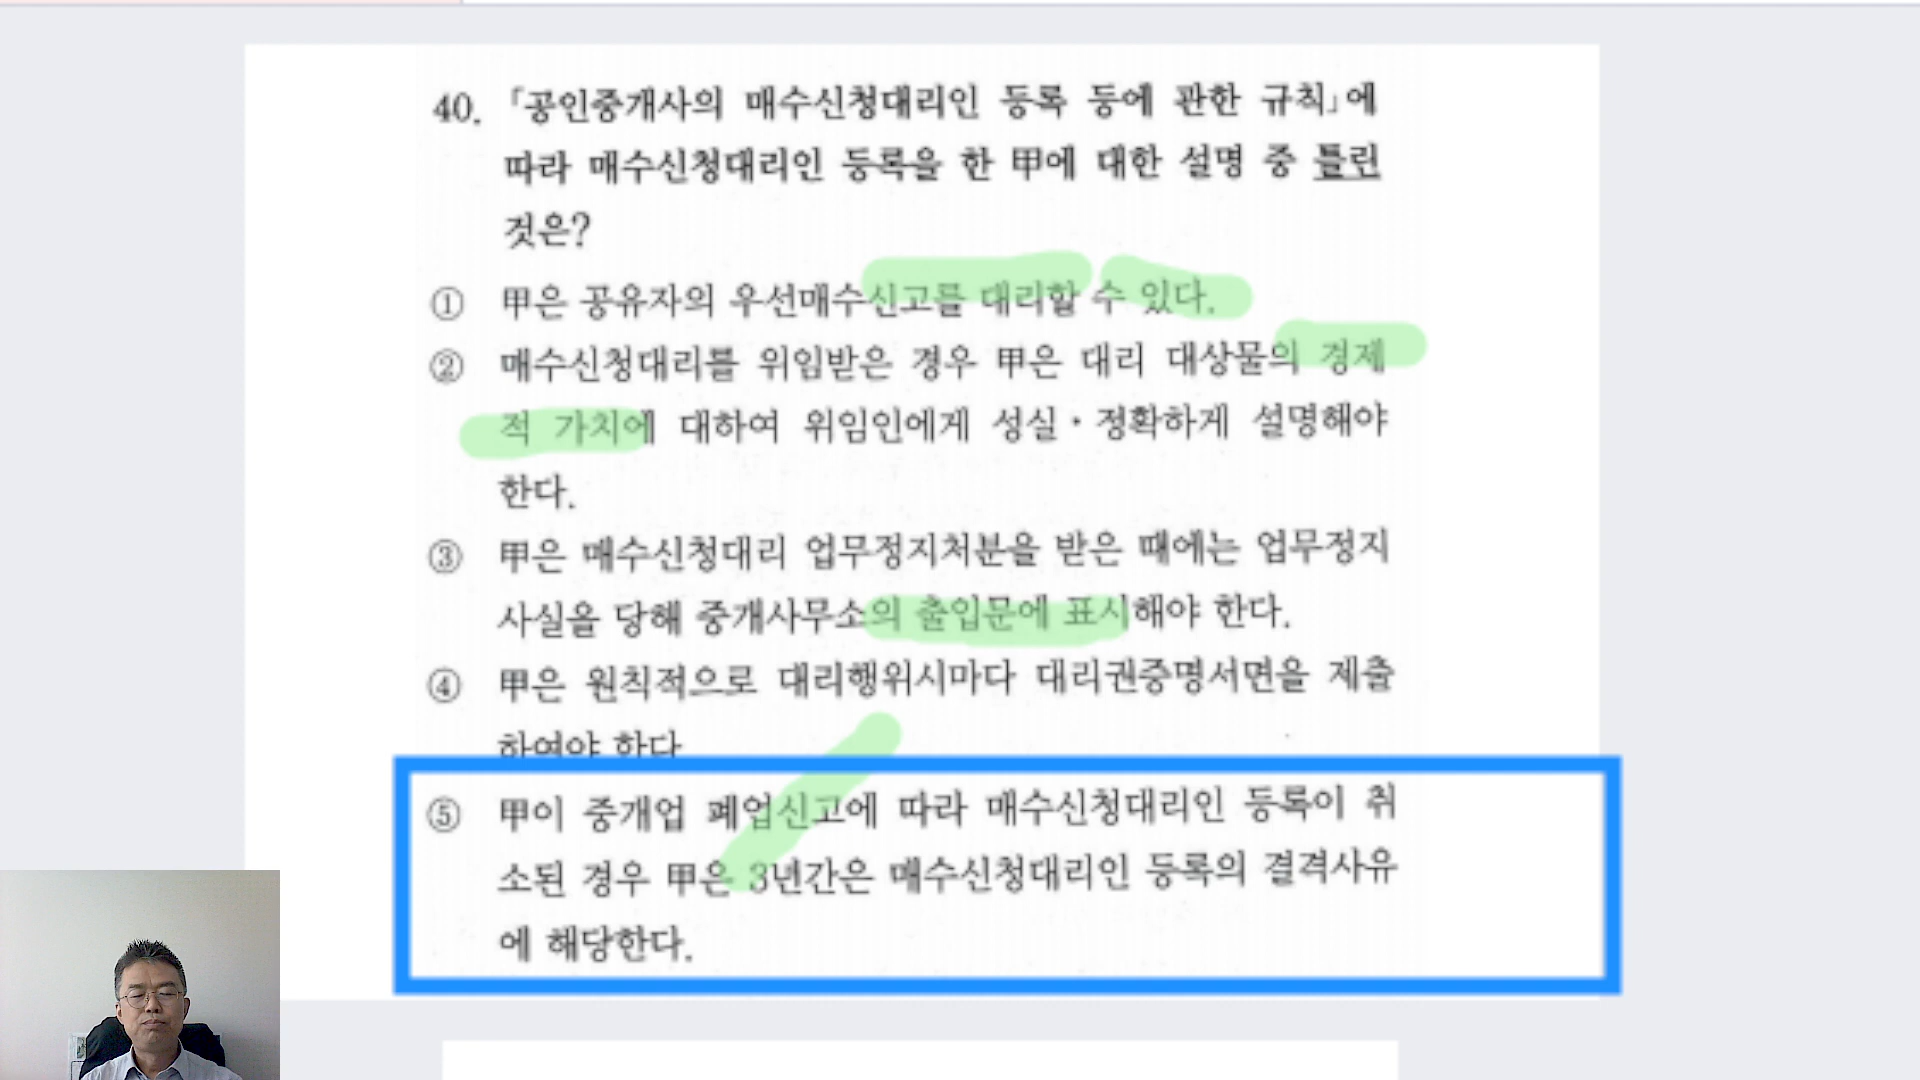 40. 「공인중개사의 매수신청대리인 등록 등에 관한 규칙」에
따라 매수신청대리인 등록을 한 甲에 대한 설명 중 틀린
것은?
① 甲은 공유자의 우선매수신고를 대리할 수 있다.
② 매수신청대리를 위임받은 경우 甲은 대리 대상물의 경제
적 가치에 대하여 위임인에게 성실·정확하게 설명해야
한다.
③ 甲은 매수신청대리 업무정지처분을 받은 때에는 업무정지
사실을 당해 중개사무소의 출입문에 표시해야 한다.
④ 甲은 원칙적으로 대리행위시마다 대리권증명서면을 제출
하여야 한다
⑤ 甲이 중개업 폐업신고에 따라 매수신청대리인 등록이 취
소된 경우 甲은 3년간은 매수신청대리인 등록의 결격사유
에 해당한다.